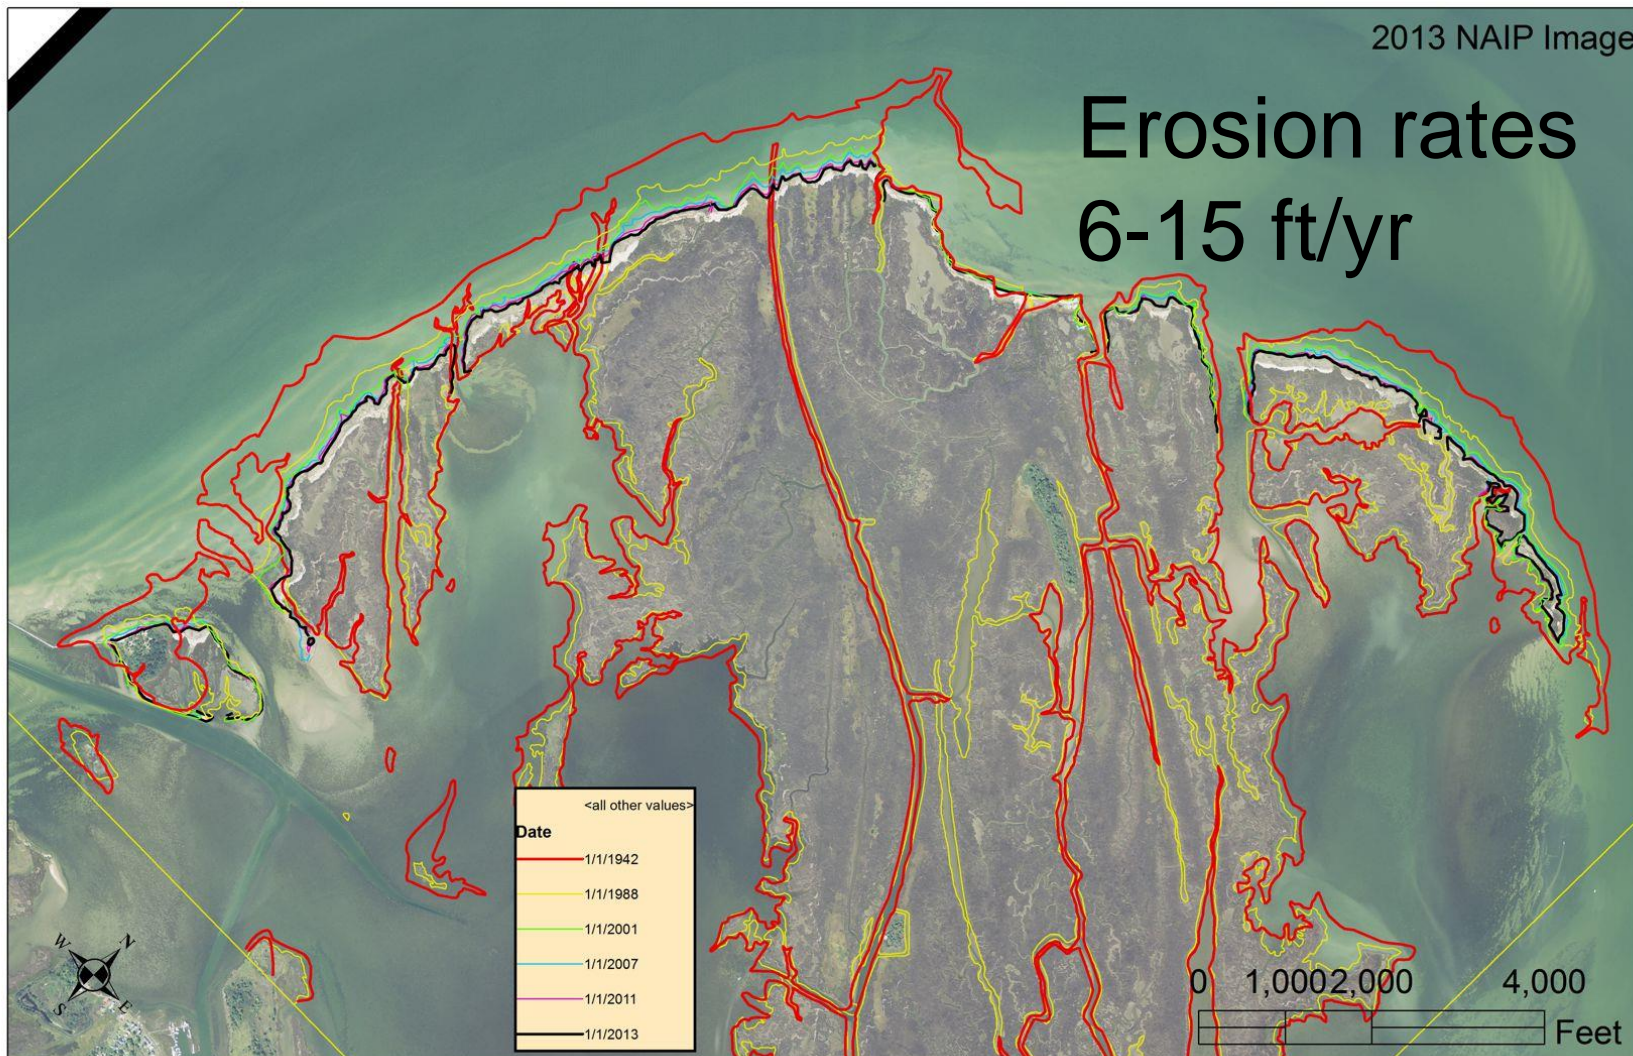 2013 NAIP Image
Erosion rates
6-15 ft/yr
<all other values>
Date
1/1/1942
1/1/1988
1/1/2001
1/1/2007
1/1/2011
1/1/2013
W N
S E
0 1,000 2,000 4,000
Feet